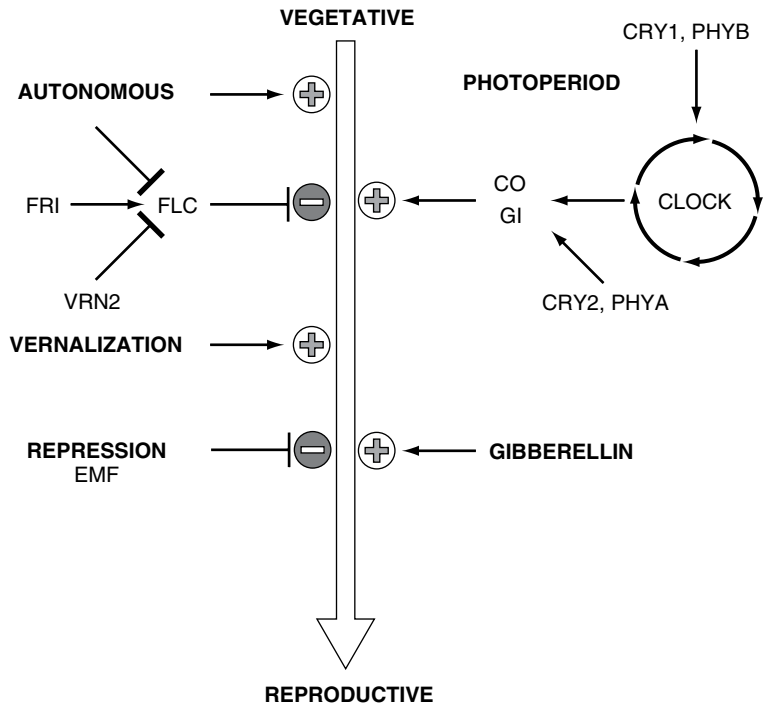 VEGETATIVE
CRY1, PHYB
AUTONOMOUS
PHOTOPERIOD
FRI
FLC
CO
GI
CLOCK
VRN2
CRY2, PHYA
VERNALIZATION
REPRESSION
EMF
GIBBERELLIN
REPRODUCTIVE